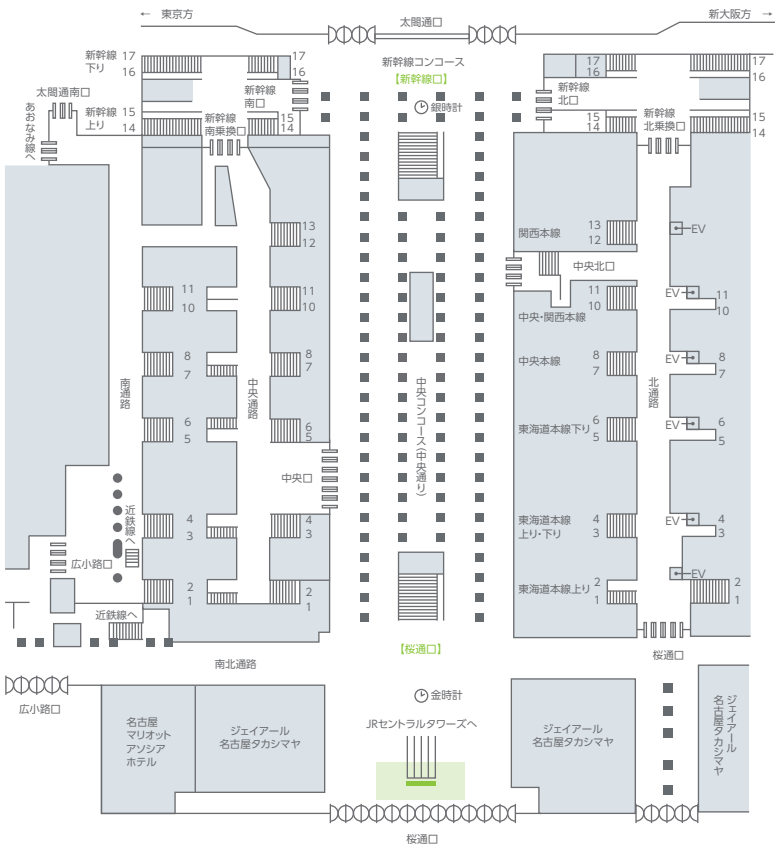 ← 東京方
太閤通口
新大阪方 →
新幹線
下り
17
16
17
16
新幹線コンコース
【新幹線口】
17
16
17
16
太閤通南口
新幹線
南口
新幹線
北口
あおなみ線へ
新幹線
上り
15
14
15
14
新幹線
南乗換口
銀時計
15
14
新幹線
北乗換口
15
14
13
12
関西本線
13
12
EV
中央北口
11
10
11
10
11
10
中央・関西本線
EV
11
10
8
7
8
7
中央本線
8
7
EV
8
7
南通路
中央通路
中央コンコース(中央通り)
北通路
6
5
6
5
東海道本線下り
6
5
EV
6
5
中央口
近鉄線へ
4
3
4
3
東海道本線
上り・下り
4
3
EV
4
3
広小路口
2
1
2
1
東海道本線上り
2
1
EV
2
1
近鉄線へ
南北通路
【桜通口】
桜通口
広小路口
金時計
JRセントラルタワーズへ
名古屋
マリオット
アソシア
ホテル
ジェイアール
名古屋タカシマヤ
ジェイアール
名古屋タカシマヤ
ジェイアール
名古屋タカシマヤ
桜通口